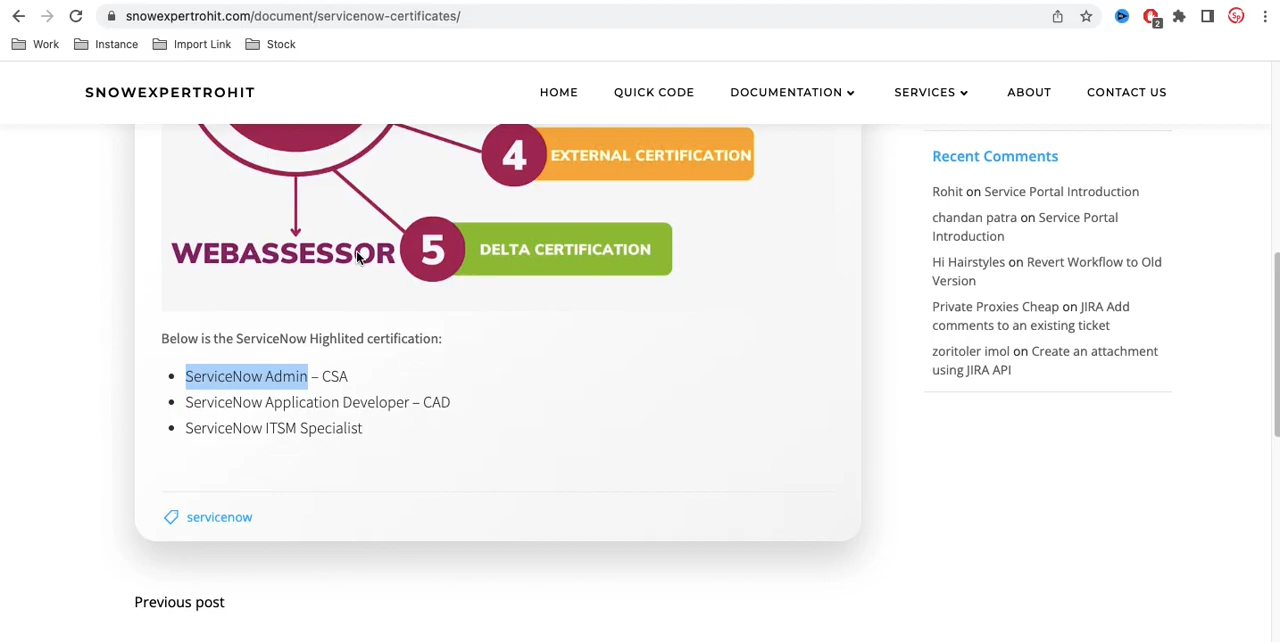 snowexpertrohit.com/document/servicenow-certificates/
2
Sp
Work Instance Import Link Stock
SNOWEXPERTROHIT
HOME QUICK CODE DOCUMENTATION SERVICES ABOUT CONTACT US
4 EXTERNAL CERTIFICATION
WEBASSESSOR 5 DELTA CERTIFICATION
Below is the ServiceNow Highlited certification:
ServiceNow Admin – CSA
ServiceNow Application Developer – CAD
ServiceNow ITSM Specialist
servicenow
Previous post
Recent Comments
Rohit on Service Portal Introduction
chandan patra on Service Portal
Introduction
Hi Hairstyles on Revert Workflow to Old
Version
Private Proxies Cheap on JIRA Add
comments to an existing ticket
zoritoler imol on Create an attachment
using JIRA API